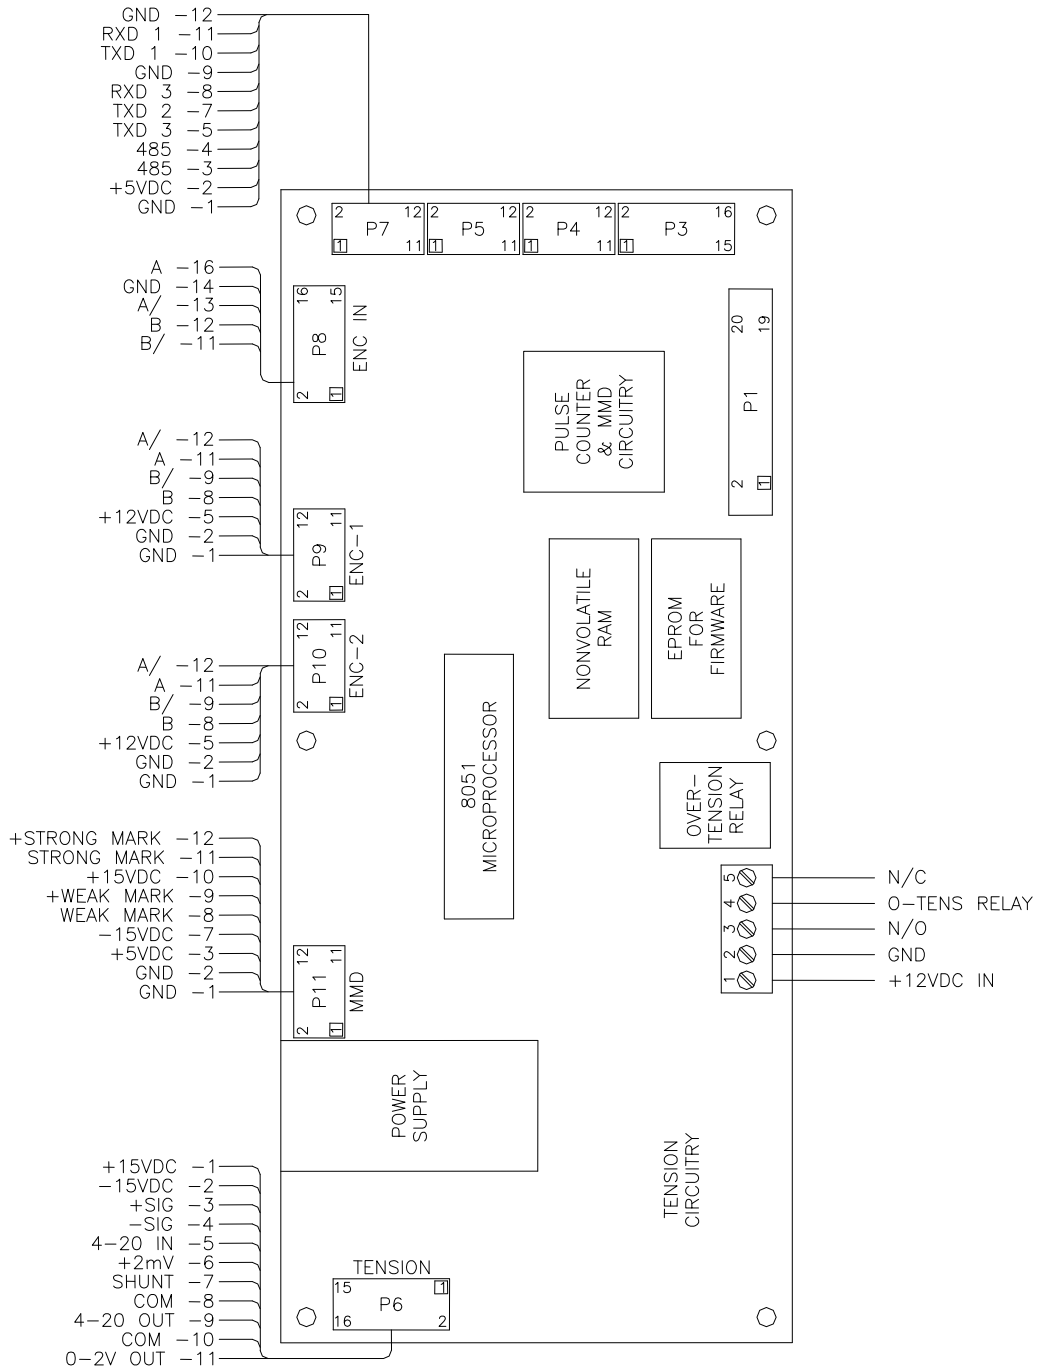 GND -12
RXD 1 -11
TXD 1 -10
GND -9
RXD 3 -8
TXD 2 -7
TXD 3 -5
485 -4
485 -3
+5VDC -2
GND -1
2 12
P7
1 11
2 12
P5
1 11
2 12
P4
1 11
2 16
P3
1 15
A -16
GND -14
A/ -13
B -12
B/ -11
16 15
P8
2 1
ENC IN
20 19
P1
2 1
PULSE
COUNTER
& MMD
CIRCUITRY
A/ -12
A -11
B/ -9
B -8
+12VDC -5
GND -2
GND -1
12 11
P9
2 1
ENC-1
NONVOLATILE
RAM
EPROM
FOR
FIRMWARE
12 11
P10
2 1
ENC-2
A/ -12
A -11
B/ -9
B -8
+12VDC -5
GND -2
GND -1
8051
MICROPROCESSOR
OVER-
TENSION
RELAY
+STRONG MARK -12
STRONG MARK -11
+15VDC -10
+WEAK MARK -9
WEAK MARK -8
-15VDC -7
+5VDC -3
GND -2
GND -1
12 11
P11
2 1
MMD
5 N/C
4 O-TENS RELAY
3 N/O
2 GND
1 +12VDC IN
POWER
SUPPLY
TENSION
CIRCUITRY
+15VDC -1
-15VDC -2
+SIG -3
-SIG -4
4-20 IN -5
+2mV -6
SHUNT -7
COM -8
4-20 OUT -9
COM -10
0-2V OUT -11
TENSION
15 1
P6
16 2